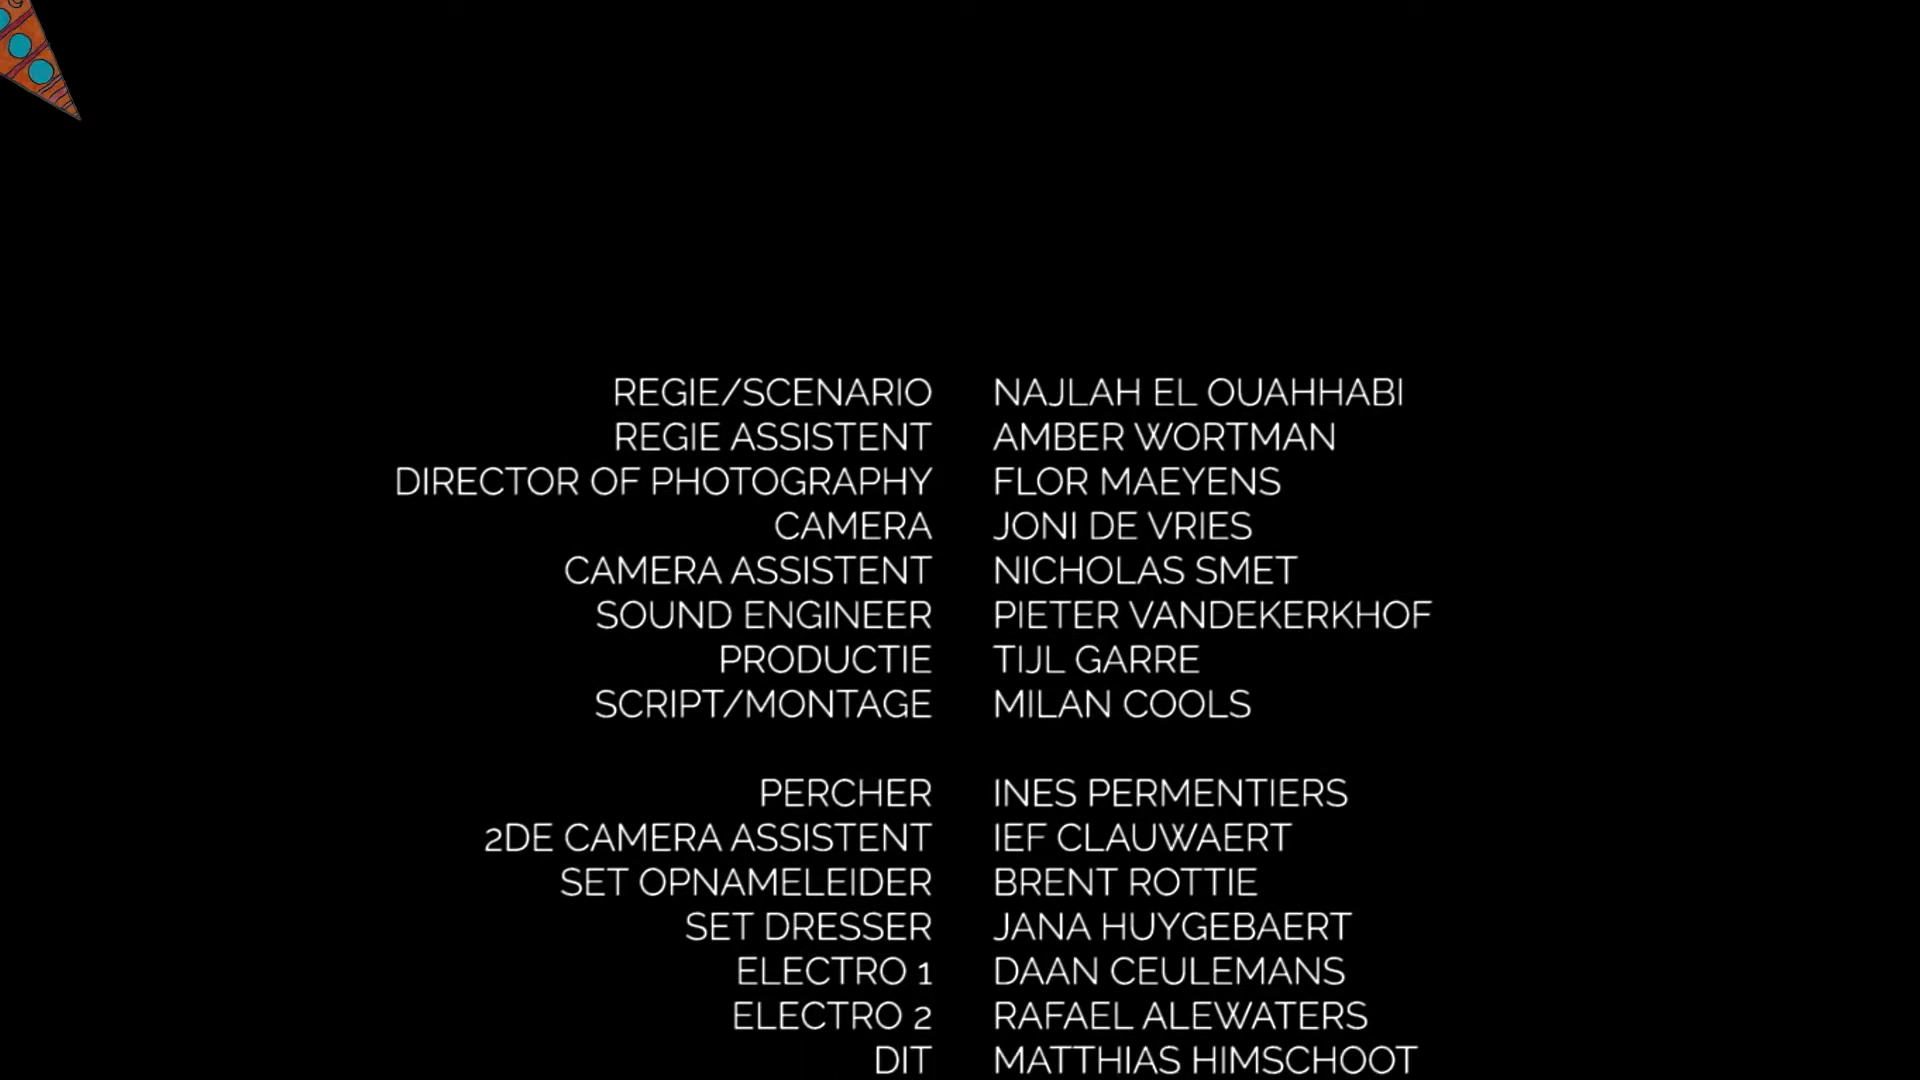 REGIE/SCENARIO NAJLAH EL OUAHHABI
REGIE ASSISTENT AMBER WORTMAN
DIRECTOR OF PHOTOGRAPHY FLOR MAEYENS
CAMERA JONI DE VRIES
CAMERA ASSISTENT NICHOLAS SMET
SOUND ENGINEER PIETER VANDEKERKHOF
PRODUCTIE TIJL GARRE
SCRIPT/MONTAGE MILAN COOLS
PERCHER INES PERMENTIERS
2DE CAMERA ASSISTENT IEF CLAUWAERT
SET OPNAMELEIDER BRENT ROTTIE
SET DRESSER JANA HUYGEBAERT
ELECTRO 1 DAAN CEULEMANS
ELECTRO 2 RAFAEL ALEWATERS
DIT MATTHIAS HIMSCHOOT